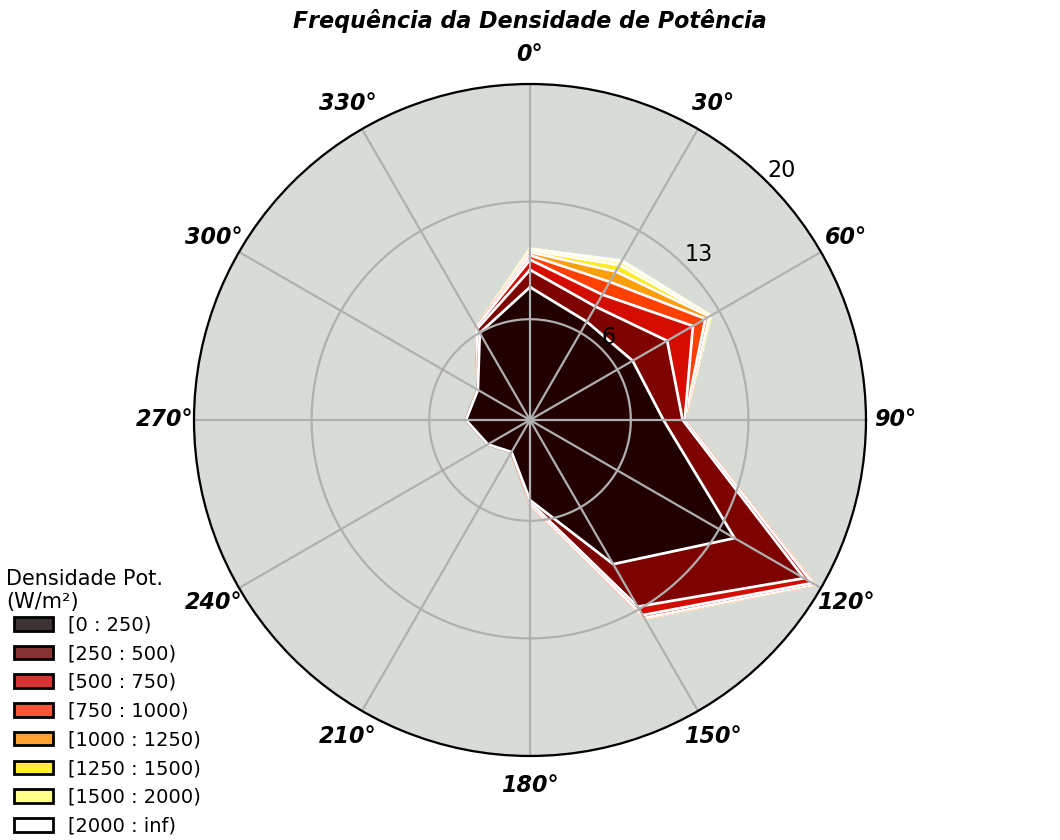 Frequência da Densidade de Potência
0°
330°
30°
20
300°
60°
13
6
270°
90°
Densidade Pot.
(W/m²)
240°
120°
[0 : 250)
[250 : 500)
[500 : 750)
[750 : 1000)
210°
150°
[1000 : 1250)
[1250 : 1500)
180°
[1500 : 2000)
[2000 : inf)